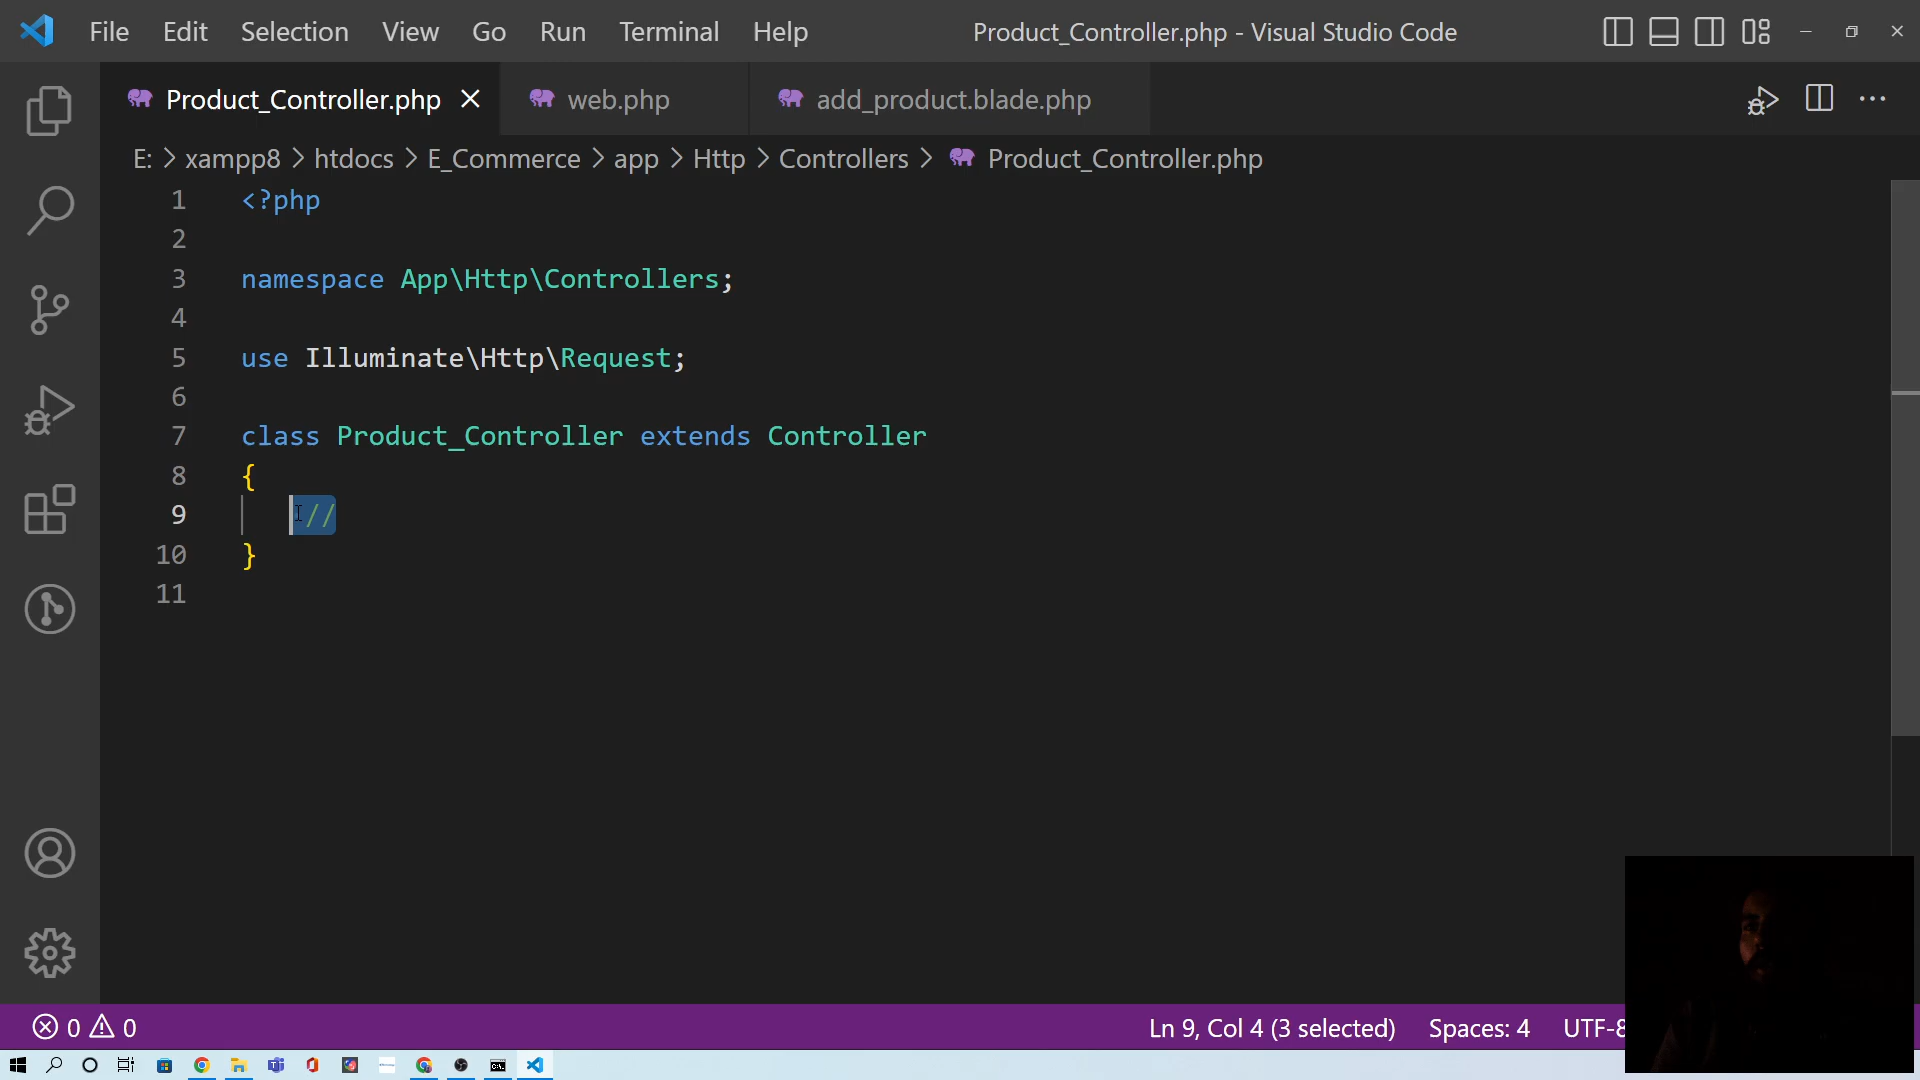 File Edit Selection View Go Run Terminal Help Product_Controller.php - Visual Studio Code
Product_Controller.php web.php add_product.blade.php
E: > xampp8 > htdocs > E_Commerce > app > Http > Controllers > Product_Controller.php
1 <?php
2
3 namespace App\Http\Controllers;
4
5 use Illuminate\Http\Request;
6
7 class Product_Controller extends Controller
8 {
9 //
10 }
11
0 0 Ln 9, Col 4 (3 selected) Spaces: 4 UTF-8